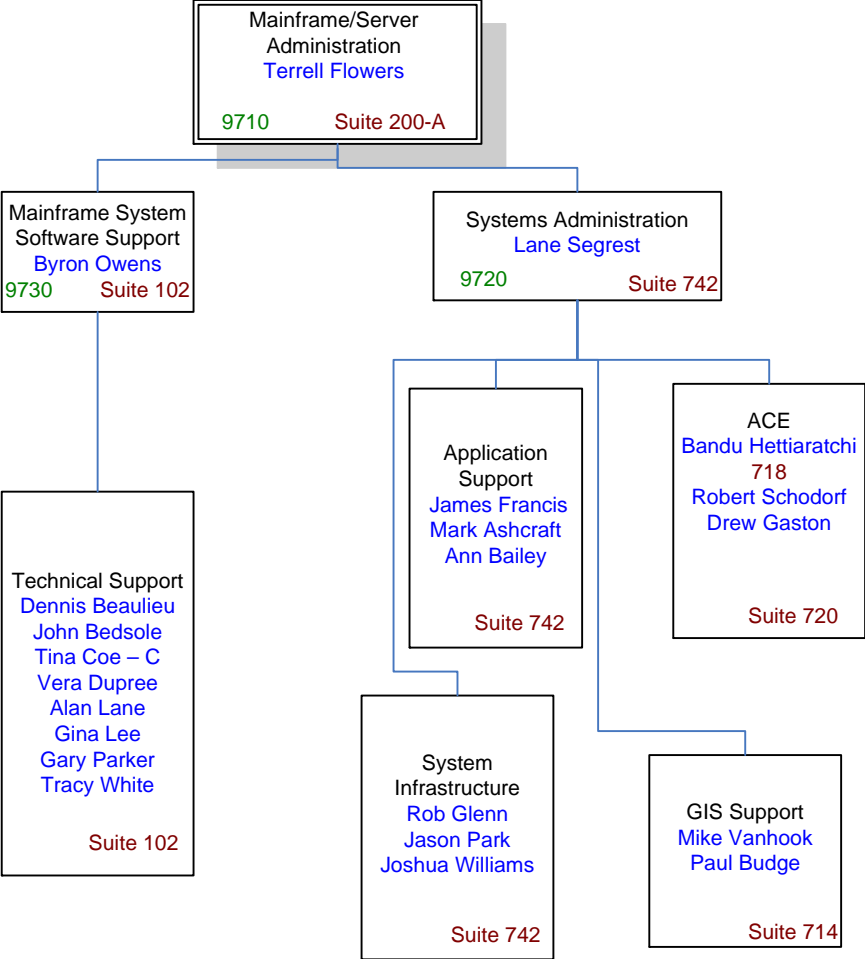 Mainframe/Server
Administration
Terrell Flowers
9710 Suite 200-A
Mainframe System
Software Support
Byron Owens
9730 Suite 102
Systems Administration
Lane Segrest
9720 Suite 742
Technical Support
Dennis Beaulieu
John Bedsole
Tina Coe – C
Vera Dupree
Alan Lane
Gina Lee
Gary Parker
Tracy White
Suite 102
Application
Support
James Francis
Mark Ashcraft
Ann Bailey
Suite 742
ACE
Bandu Hettiaratchi
718
Robert Schodorf
Drew Gaston
Suite 720
System
Infrastructure
Rob Glenn
Jason Park
Joshua Williams
Suite 742
GIS Support
Mike Vanhook
Paul Budge
Suite 714